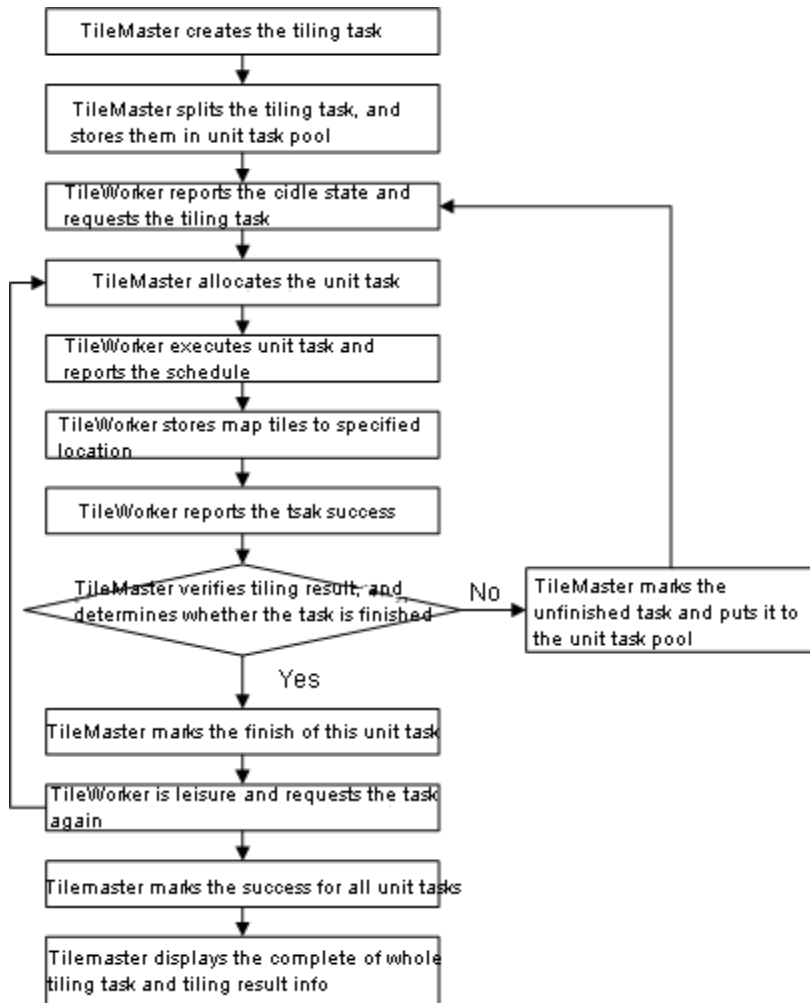 TileMaster creates the tiling task
TileMaster splits the tiling task, and
stores them in unit task pool
TileWorker reports the cidle state and
requests the tiling task
TileMaster allocates the unit task
TileWorker executes unit task and
reports the schedule
TileWorker stores map tiles to specified
location
TileWorker reports the tsak success
TileMaster verifies tiling result, and
determines whether the task is finished
No
TileMaster marks the
unfinished task and puts it to
the unit task pool
Yes
TileMaster marks the finish of this unit task
TileWorker is leisure and requests the task
again
Tilemaster marks the success for all unit tasks
Tilemaster displays the complete of whole
tiling task and tiling result info